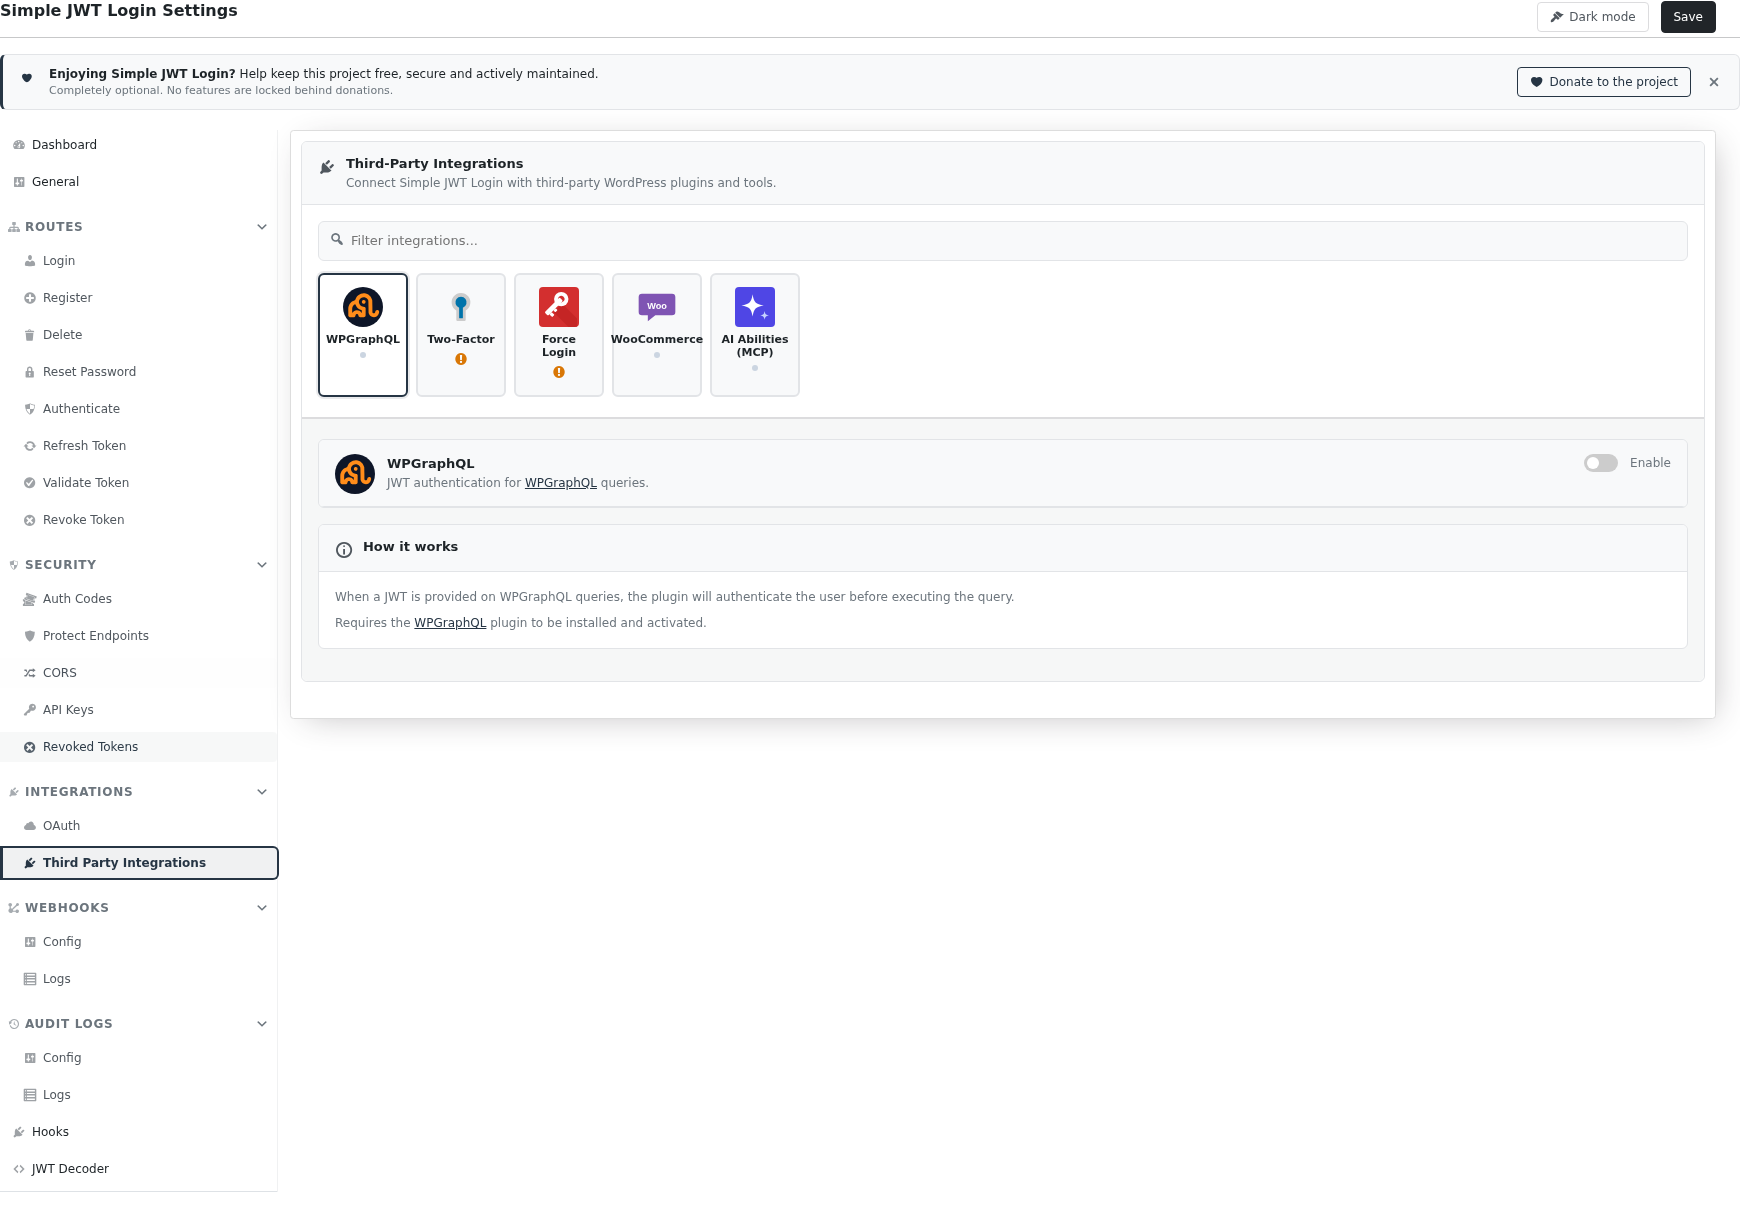 Simple JWT Login Settings
Dark mode
Save
Enjoying Simple JWT Login? Help keep this project free, secure and actively maintained.
Completely optional. No features are locked behind donations.
Donate to the project
Dashboard
General
ROUTES
Login
Register
Delete
Reset Password
Authenticate
Refresh Token
Validate Token
Revoke Token
SECURITY
Auth Codes
Protect Endpoints
CORS
API Keys
Revoked Tokens
INTEGRATIONS
OAuth
Third Party Integrations
WEBHOOKS
Config
Logs
AUDIT LOGS
Config
Logs
Hooks
JWT Decoder
Third-Party Integrations
Connect Simple JWT Login with third-party WordPress plugins and tools.
Filter integrations...
WPGraphQL
Two-Factor
Force
Login
Woo
WooCommerce
AI Abilities
(MCP)
WPGraphQL
JWT authentication for WPGraphQL queries.
Enable
How it works
When a JWT is provided on WPGraphQL queries, the plugin will authenticate the user before executing the query.
Requires the WPGraphQL plugin to be installed and activated.